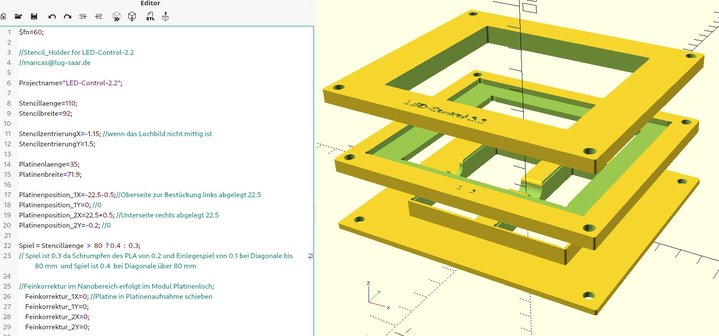 Editor
STL
1 $fn=60;
2
3 //Stencil_Holder for LED-Control-2.2
4 //mancas@lug-saar.de
5
6 Projectname="LED-Control-2.2";
7
8 Stencillaenge=110;
9 Stencilbreite=92;
10
11 StencilzentrierungX=-1.15; //wenn das Lochbild nicht mittig ist
12 StencilzentrierungY=1.5;
13
14 Platinenlaenge=35;
15 Platinenbreite=71.9;
16
17 Platinenposition_1X=-22.5-0.5;//Oberseite zur Bestückung links abgelegt 22.5
18 Platinenposition_1Y=0;//0
19 Platinenposition_2X=22.5+0.5;//Unterseite rechts abgelegt 22.5
20 Platinenposition_2Y=-0.2;//0
21
22 Spiel = Stencillaenge > 80 ? 0.4 : 0.3;
23 // Spiel ist 0.3 da Schrumpfen des PLA von 0.2 und Einlegespiel von 0.1 bei Diagonale bis
80 mm und Spiel ist 0.4 bei Diagonale über 80 mm
24
25 //Feinkorrektur im Nanobereich erfolgt im Modul Platinenloch;
26 Feinkorrektur_1X=0; //Platine in Platinenaufnahme schieben
27 Feinkorrektur_1Y=0;
28 Feinkorrektur_2X=0;
29 Feinkorrektur_2Y=0;